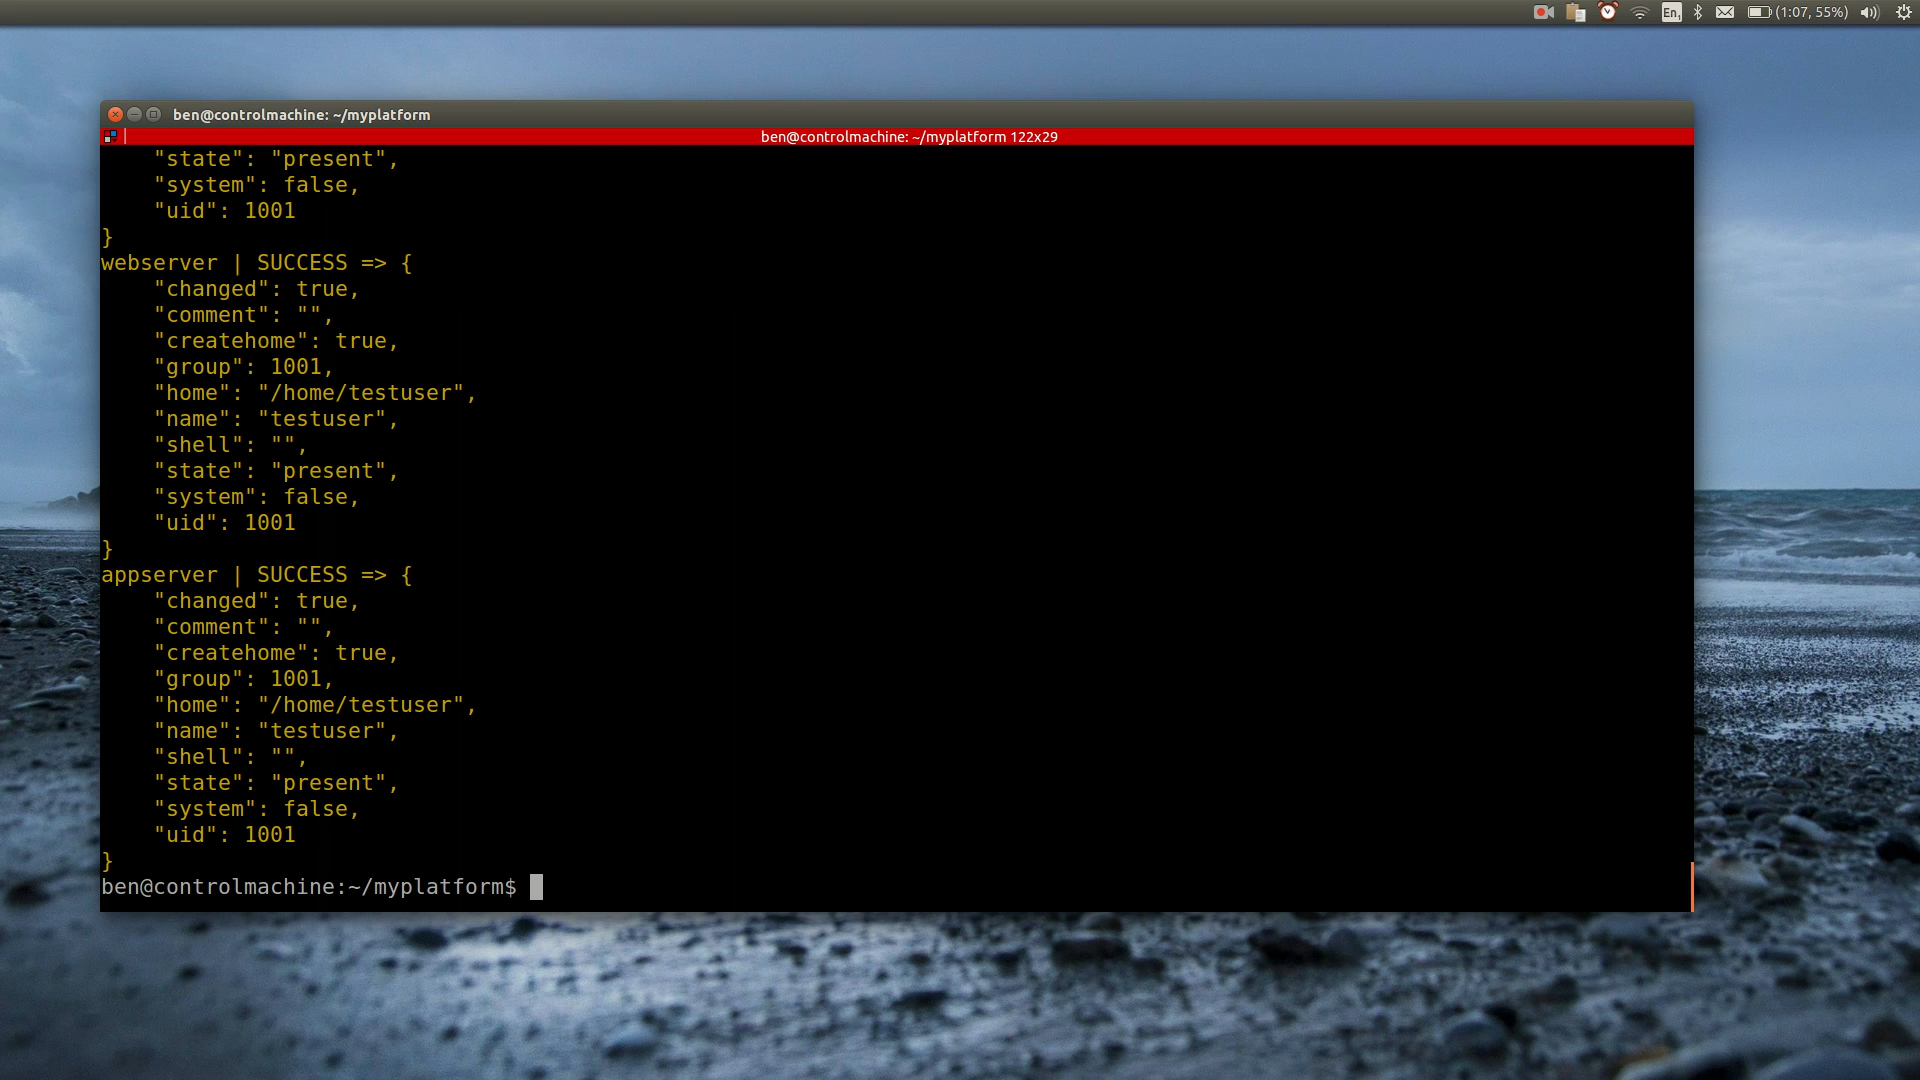 En,
(1:07, 55%)
ben@controlmachine: ~/myplatform
ben@controlmachine: ~/myplatform 122x29
    "state": "present",
    "system": false,
    "uid": 1001
}
webserver | SUCCESS => {
    "changed": true,
    "comment": "",
    "createhome": true,
    "group": 1001,
    "home": "/home/testuser",
    "name": "testuser",
    "shell": "",
    "state": "present",
    "system": false,
    "uid": 1001
}
appserver | SUCCESS => {
    "changed": true,
    "comment": "",
    "createhome": true,
    "group": 1001,
    "home": "/home/testuser",
    "name": "testuser",
    "shell": "",
    "state": "present",
    "system": false,
    "uid": 1001
}
ben@controlmachine:~/myplatform$